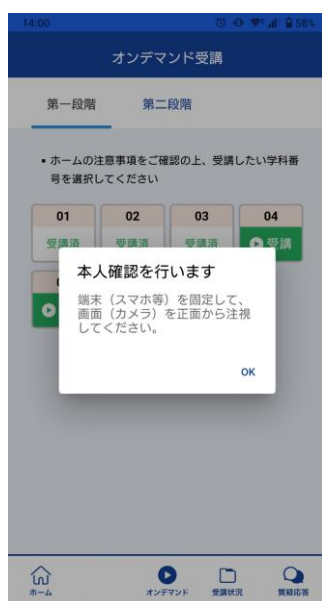 14:00
58%
オンデマンド受講
第一段階 第二段階
▪ ホームの注意事項をご確認の上、受講したい学科番
号を選択してください
01 02 03 04
受講済 受講済 受講済 受講
本人確認を行います
端末（スマホ等）を固定して、
画面（カメラ）を正面から注視
してください。
OK
ホーム オンデマンド 受講状況 質疑応答